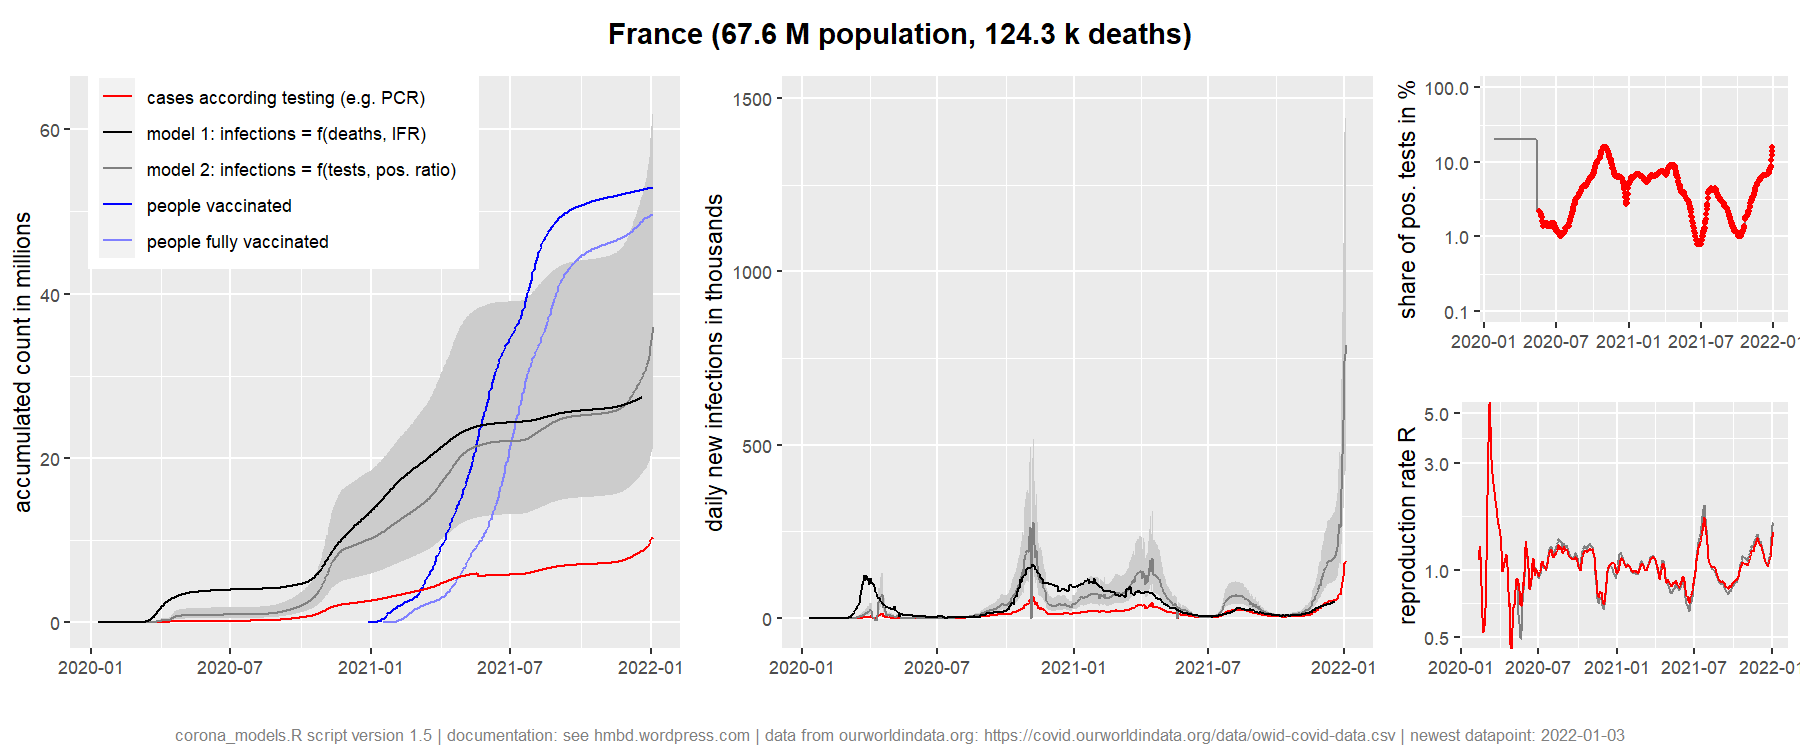 France (67.6 M population, 124.3 k deaths)
accumulated count in millions
cases according testing (e.g. PCR)
model 1: infections = f(deaths, IFR)
model 2: infections = f(tests, pos. ratio)
people vaccinated
people fully vaccinated
60
40
20
0
2020-01 2020-07 2021-01 2021-07 2022-01
daily new infections in thousands
1500
1000
500
0
2020-01 2020-07 2021-01 2021-07 2022-01
share of pos. tests in %
100.0
10.0
1.0
0.1
2020-01 2020-07 2021-01 2021-07 2022-01
reproduction rate R
5.0
3.0
1.0
0.5
2020-01 2020-07 2021-01 2021-07 2022-01
corona_models.R script version 1.5 | documentation: see hmbd.wordpress.com | data from ourworldindata.org: https://covid.ourworldindata.org/data/owid-covid-data.csv | newest datapoint: 2022-01-03